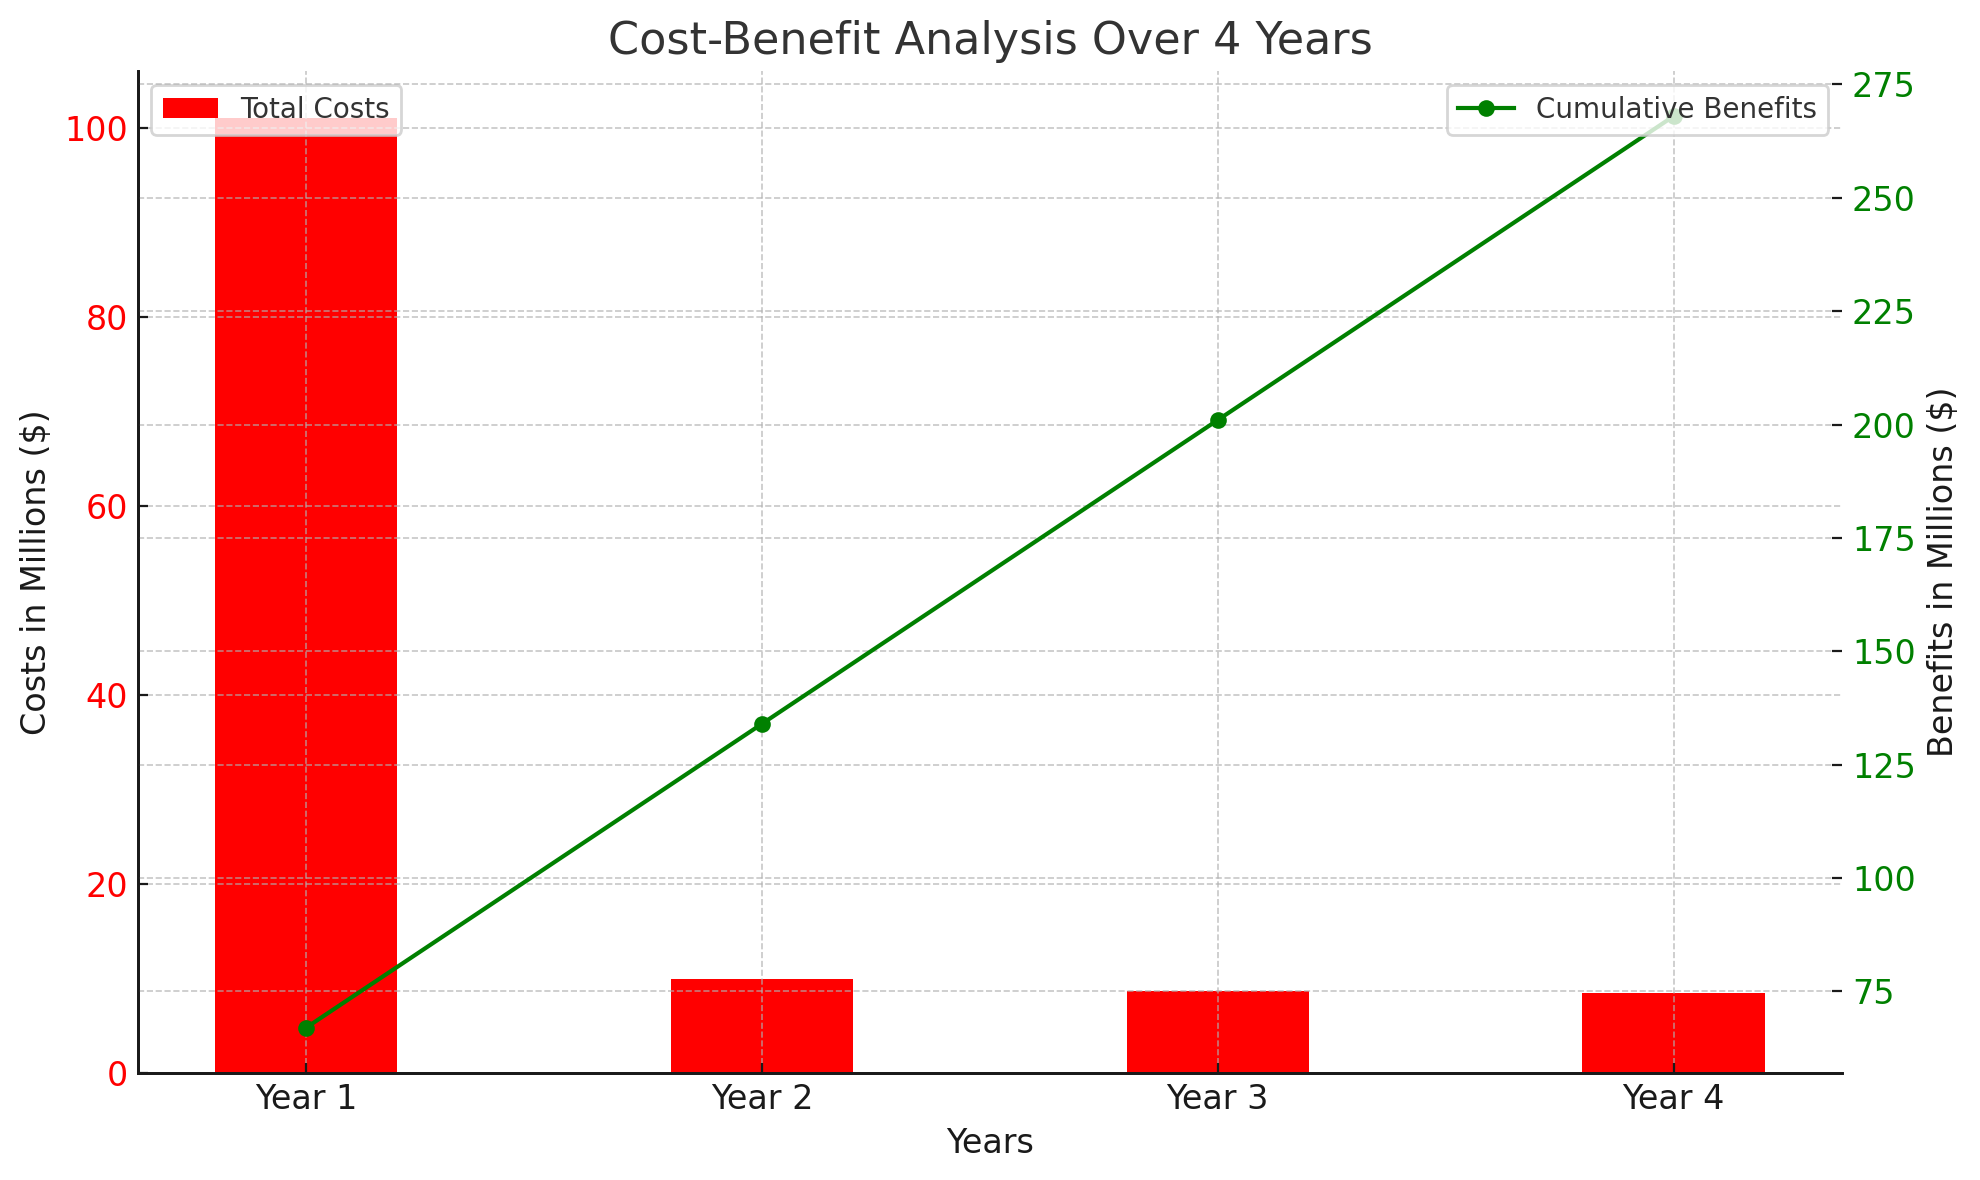 Cost-Benefit Analysis Over 4 Years
Total Costs
Cumulative Benefits
Costs in Millions ($)
100
80
60
40
20
0
Benefits in Millions ($)
275
250
225
200
175
150
125
100
75
Year 1
Year 2
Year 3
Year 4
Years